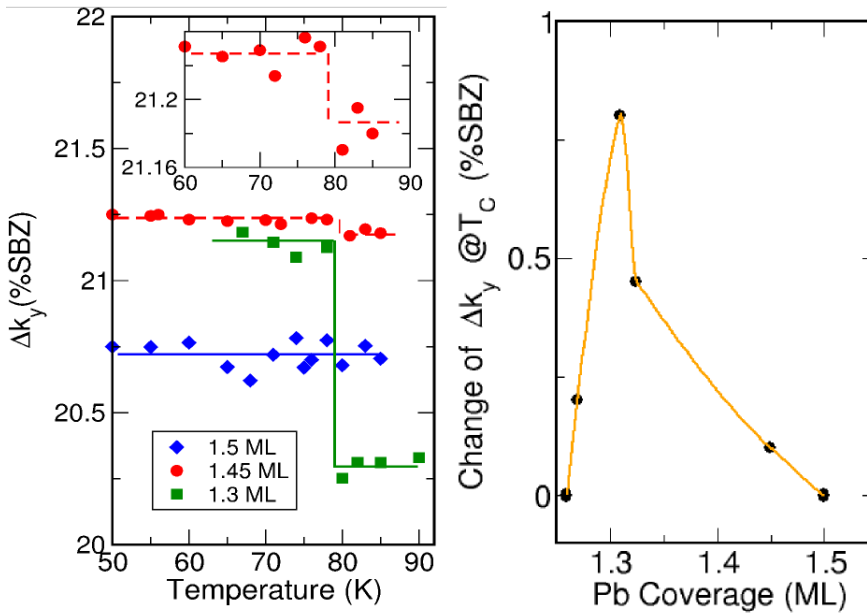 22
21.5
21
20.5
20
Δk_y(%SBZ)
50 60 70 80 90
Temperature (K)
21.2
21.16
60 70 80 90
1.5 ML
1.45 ML
1.3 ML
1
0.5
0
Change of Δk_y @T_C (%SBZ)
1.3 1.4 1.5
Pb Coverage (ML)